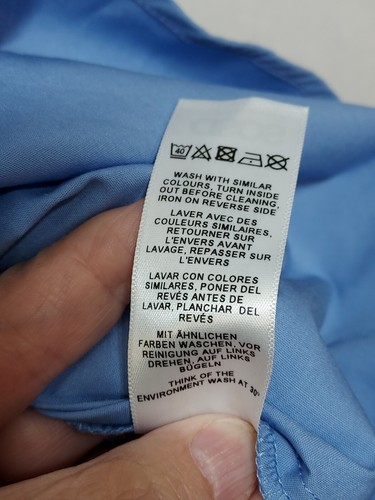 40
WASH WITH SIMILAR
COLOURS, TURN INSIDE
OUT BEFORE CLEANING,
IRON ON REVERSE SIDE
LAVER AVEC DES
COULEURS SIMILAIRES,
RETOURNER SUR
L'ENVERS AVANT
LAVAGE, REPASSER SUR
L'ENVERS
LAVAR CON COLORES
SIMILARES, PONER DEL
REVÉS ANTES DE
LAVAR, PLANCHAR DEL
REVÉS
MIT ÄHNLICHEN
FARBEN WASCHEN, VOR
REINIGUNG AUF LINKS
DREHEN, AUF LINKS
BÜGELN
THINK OF THE
ENVIRONMENT WASH AT 30°